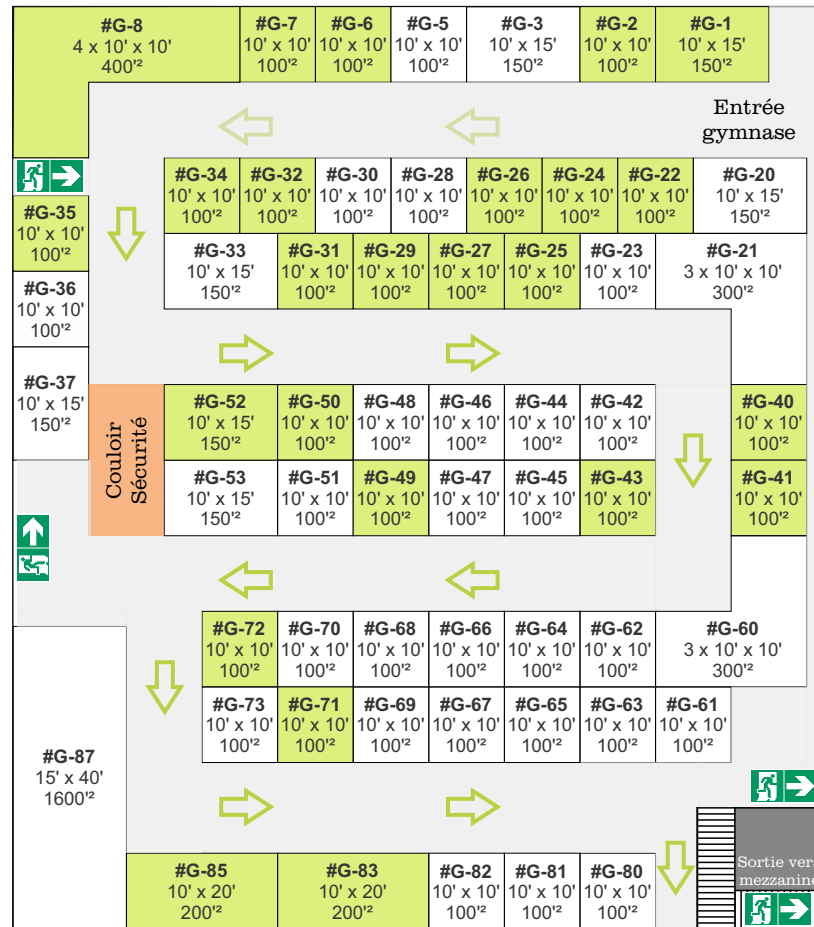 #G-8
4 x 10' x 10'
400'²
#G-7
10' x 10'
100'²
#G-6
10' x 10'
100'²
#G-5
10' x 10'
100'²
#G-3
10' x 15'
150'²
#G-2
10' x 10'
100'²
#G-1
10' x 15'
150'²
Entrée
gymnase
#G-34
10' x 10'
100'²
#G-32
10' x 10'
100'²
#G-30
10' x 10'
100'²
#G-28
10' x 10'
100'²
#G-26
10' x 10'
100'²
#G-24
10' x 10'
100'²
#G-22
10' x 10'
100'²
#G-20
10' x 15'
150'²
#G-35
10' x 10'
100'²
#G-33
10' x 15'
150'²
#G-31
10' x 10'
100'²
#G-29
10' x 10'
100'²
#G-27
10' x 10'
100'²
#G-25
10' x 10'
100'²
#G-23
10' x 10'
100'²
#G-21
3 x 10' x 10'
300'²
#G-36
10' x 10'
100'²
#G-37
10' x 15'
150'²
Couloir
Sécurité
#G-52
10' x 15'
150'²
#G-50
10' x 10'
100'²
#G-48
10' x 10'
100'²
#G-46
10' x 10'
100'²
#G-44
10' x 10'
100'²
#G-42
10' x 10'
100'²
#G-40
10' x 10'
100'²
#G-53
10' x 15'
150'²
#G-51
10' x 10'
100'²
#G-49
10' x 10'
100'²
#G-47
10' x 10'
100'²
#G-45
10' x 10'
100'²
#G-43
10' x 10'
100'²
#G-41
10' x 10'
100'²
#G-72
10' x 10'
100'²
#G-70
10' x 10'
100'²
#G-68
10' x 10'
100'²
#G-66
10' x 10'
100'²
#G-64
10' x 10'
100'²
#G-62
10' x 10'
100'²
#G-60
3 x 10' x 10'
300'²
#G-73
10' x 10'
100'²
#G-71
10' x 10'
100'²
#G-69
10' x 10'
100'²
#G-67
10' x 10'
100'²
#G-65
10' x 10'
100'²
#G-63
10' x 10'
100'²
#G-61
10' x 10'
100'²
#G-87
15' x 40'
1600'²
#G-85
10' x 20'
200'²
#G-83
10' x 20'
200'²
#G-82
10' x 10'
100'²
#G-81
10' x 10'
100'²
#G-80
10' x 10'
100'²
Sortie vers
mezzanine